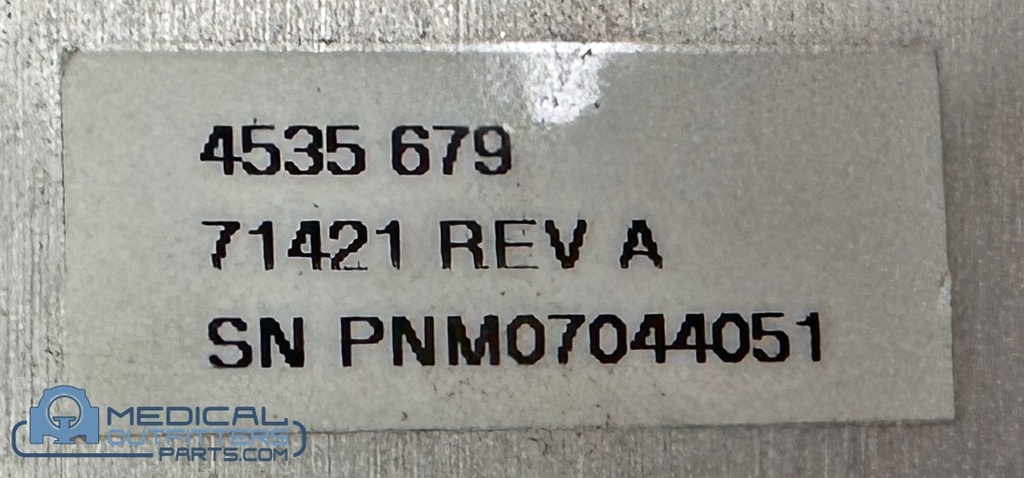 4535 679
71421 REV A
SN PNM07044051
MEDICAL
OUTFITTERS
PARTS.COM